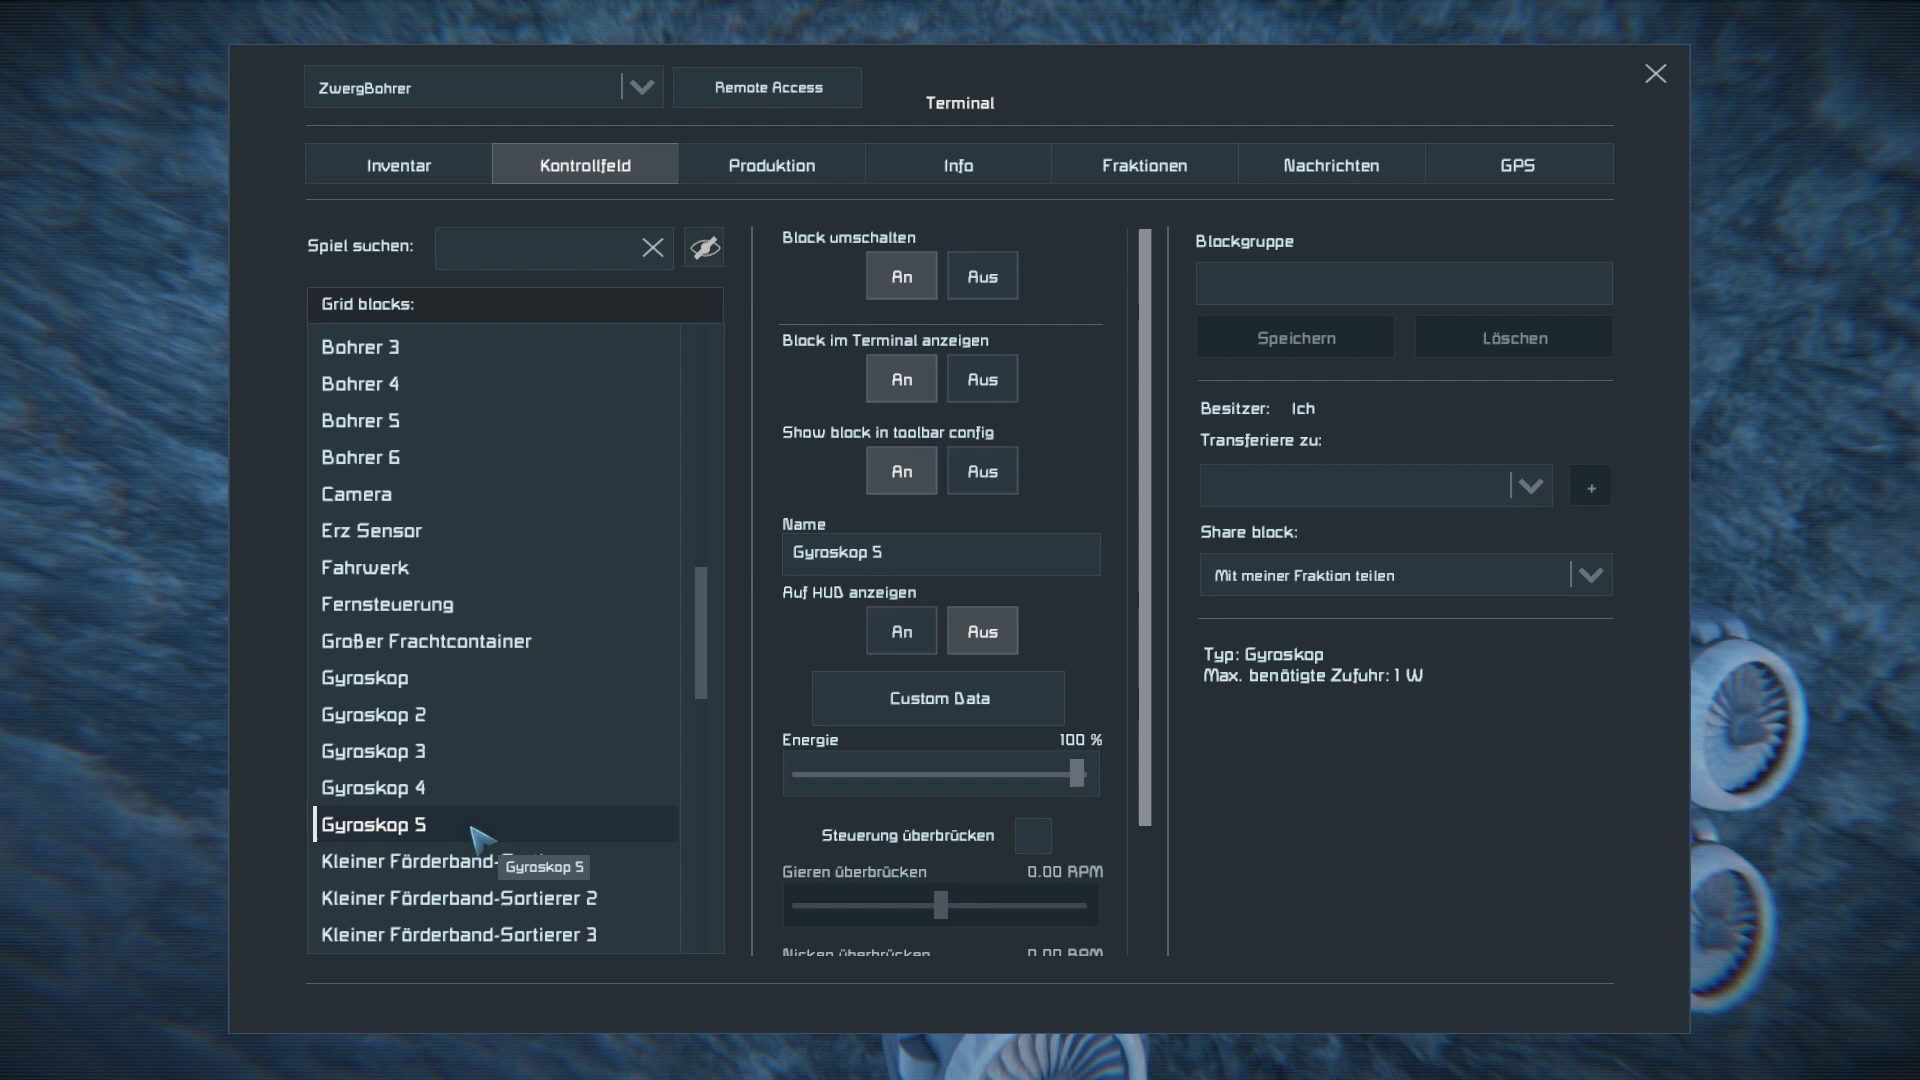 ZwergBohrer
Remote Access
Terminal
Inventar
Kontrollfeld
Produktion
Info
Fraktionen
Nachrichten
GPS
Spiel suchen:
Grid blocks:
Bohrer 3
Bohrer 4
Bohrer 5
Bohrer 6
Camera
Erz Sensor
Fahrwerk
Fernsteuerung
Großer Frachtcontainer
Gyroskop
Gyroskop 2
Gyroskop 3
Gyroskop 4
Gyroskop 5
Kleiner Förderband-
Gyroskop 5
Kleiner Förderband-Sortierer 2
Kleiner Förderband-Sortierer 3
Block umschalten
An Aus
Block im Terminal anzeigen
An Aus
Show block in toolbar config
An Aus
Name
Gyroskop 5
Auf HUD anzeigen
An Aus
Custom Data
Energie 100 %
Steuerung überbrücken
Gieren überbrücken 0.00 RPM
Nicken überbrücken 0.00 RPM
Blockgruppe
Speichern Löschen
Besitzer: Ich
Transferiere zu:
+
Share block:
Mit meiner Fraktion teilen
Typ: Gyroskop
Max. benötigte Zufuhr: 1 W